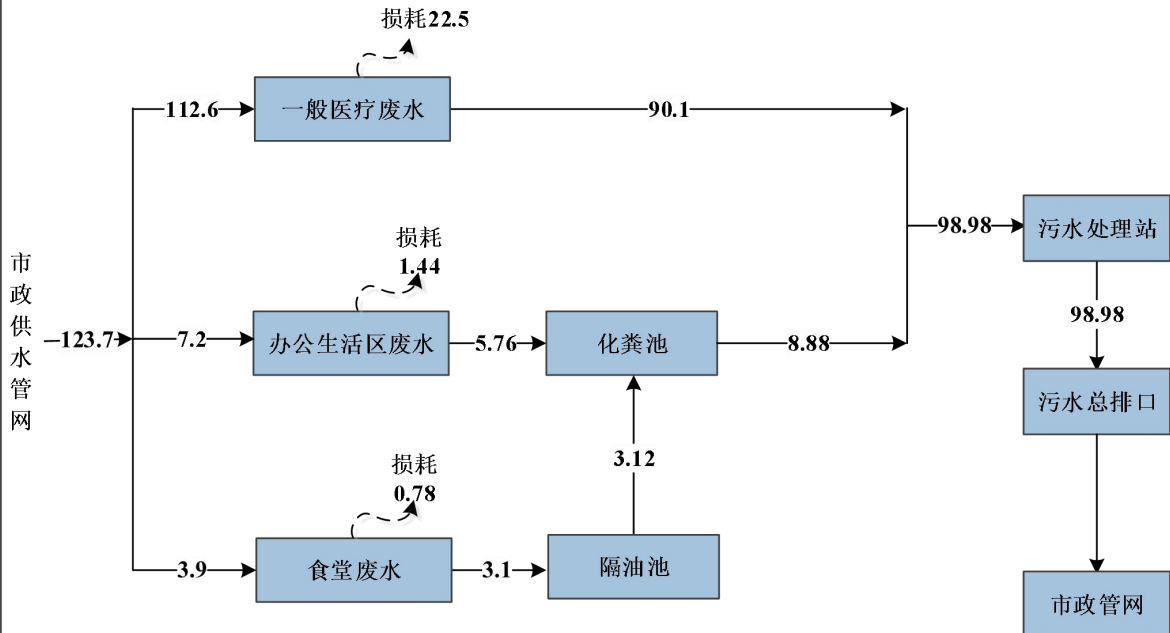 损耗22.5
112.6
一般医疗废水
90.1
98.98
污水处理站
损耗
1.44
市政供水管网
123.7
7.2
办公生活区废水
5.76
化粪池
8.88
98.98
污水总排口
损耗
0.78
3.12
3.9
食堂废水
3.1
隔油池
市政管网